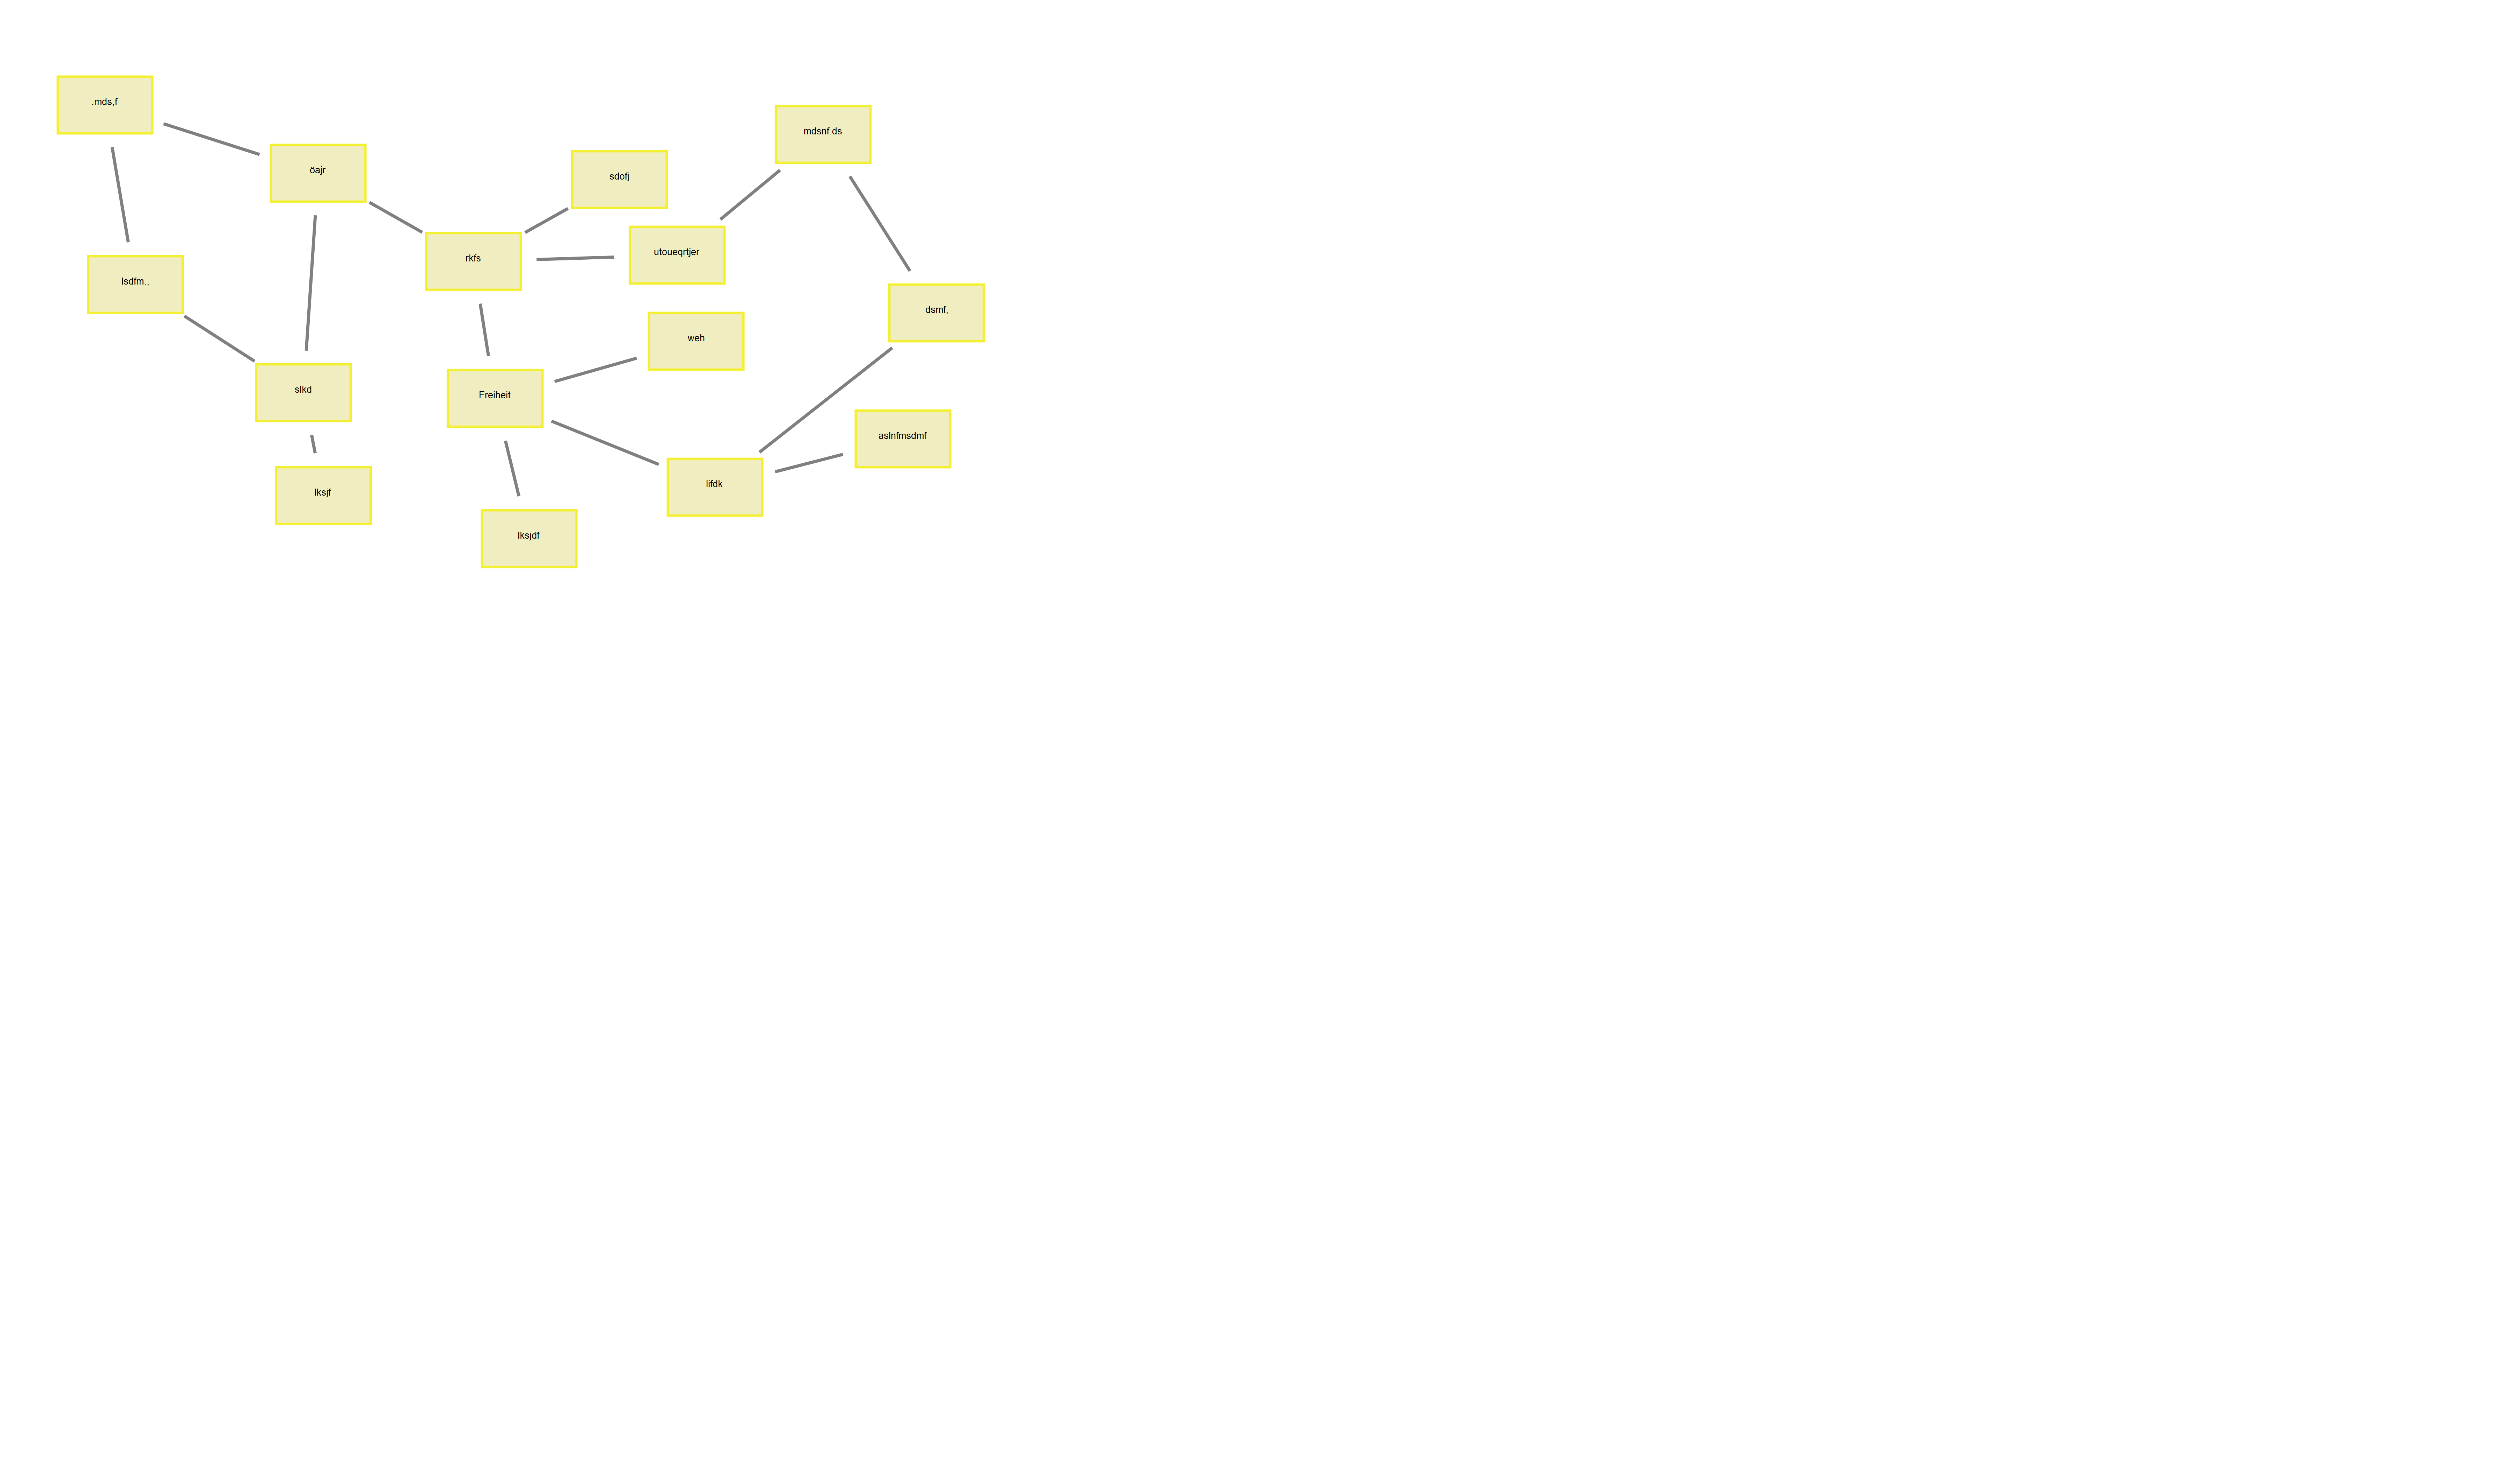 .mds,f
mdsnf.ds
öajr
sdofj
utoueqrtjer
rkfs
lsdfm.,
dsmf,
weh
slkd
Freiheit
aslnfmsdmf
lifdk
lksjf
lksjdf